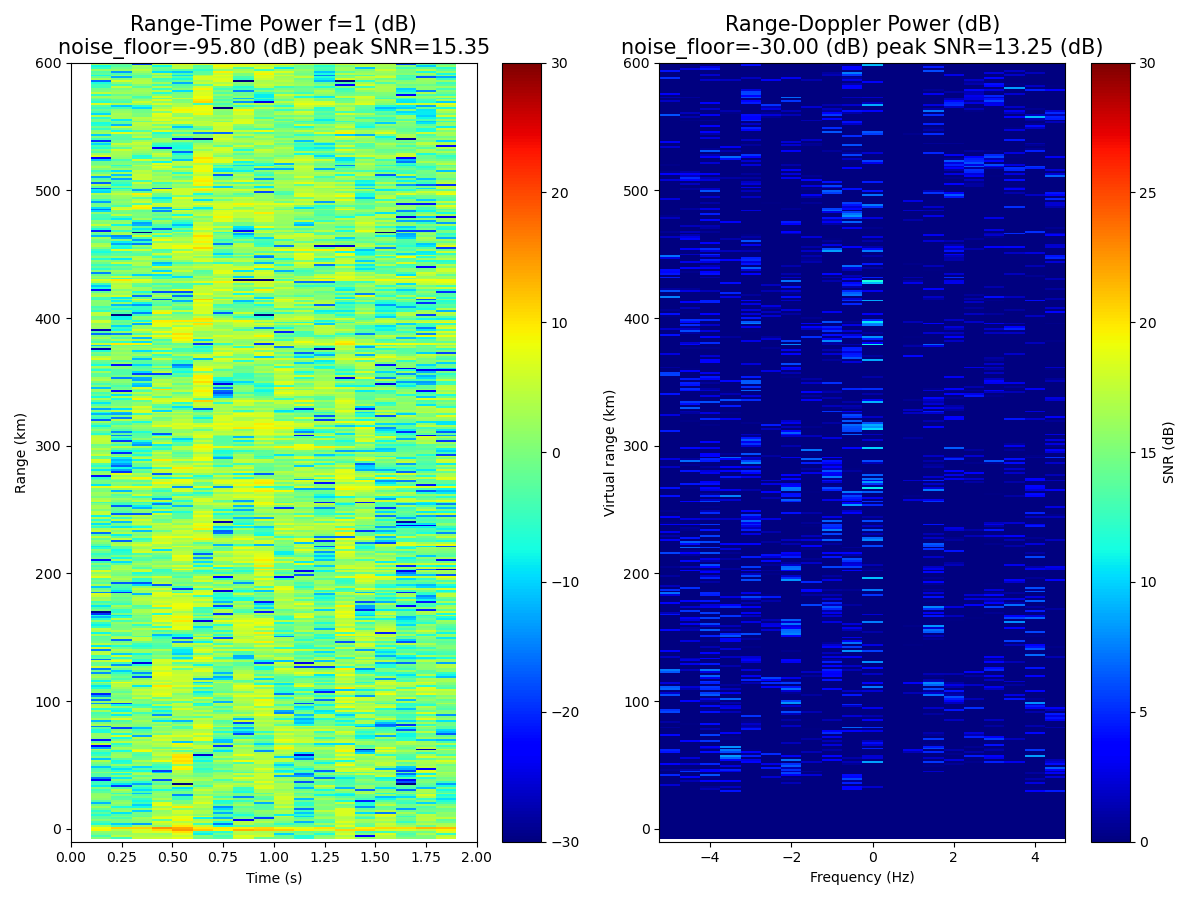 Range-Time Power f=1 (dB)
noise_floor=-95.80 (dB) peak SNR=15.35
600
500
400
300
200
100
0
Range (km)
0.00 0.25 0.50 0.75 1.00 1.25 1.50 1.75 2.00
Time (s)
30
20
10
0
−10
−20
−30
Range-Doppler Power (dB)
noise_floor=-30.00 (dB) peak SNR=13.25 (dB)
600
500
400
300
200
100
0
Virtual range (km)
−4 −2 0 2 4
Frequency (Hz)
30
25
20
15
10
5
0
SNR (dB)